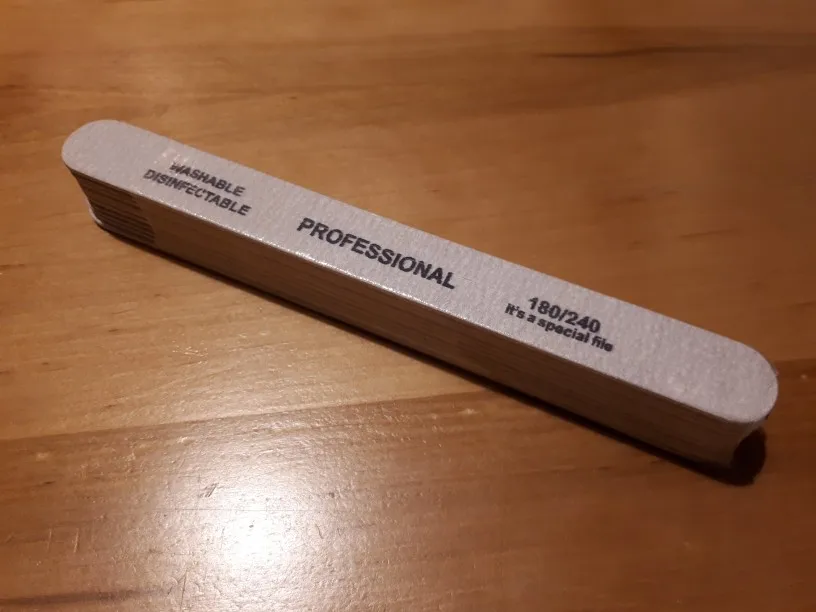 WASHABLE
DISINFECTABLE
PROFESSIONAL
180/240
it's a special file